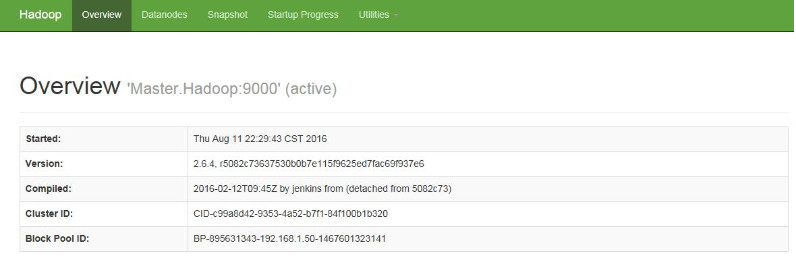 Hadoop Overview Datanodes Snapshot Startup Progress Utilities
Overview 'Master.Hadoop:9000' (active)
Started: Thu Aug 11 22:29:43 CST 2016
Version: 2.6.4, r5082c73637530b0b7e115f9625ed7fac69f937e6
Compiled: 2016-02-12T09:45Z by jenkins from (detached from 5082c73)
Cluster ID: CID-c99a8d42-9353-4a52-b7f1-84f100b1b320
Block Pool ID: BP-895631343-192.168.1.50-1467601323141